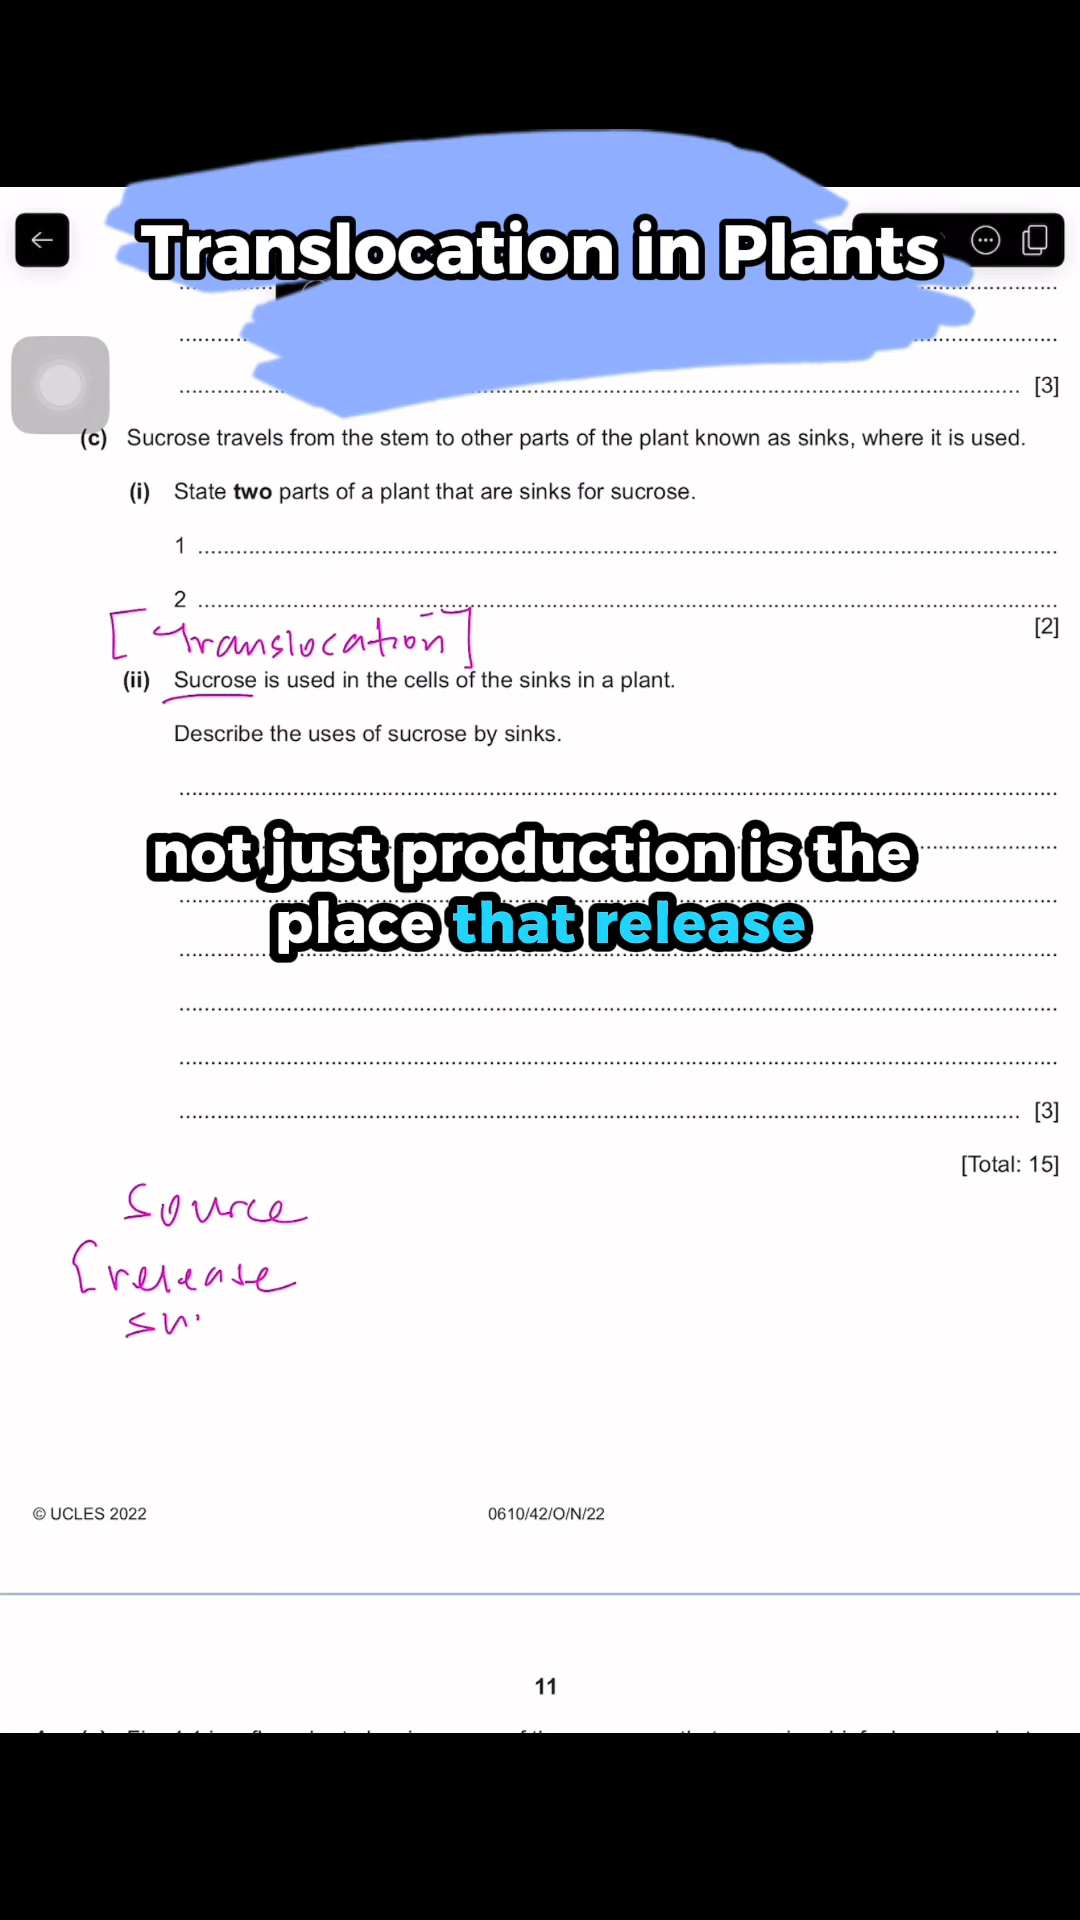 Translocation in Plants
[3]
(c) Sucrose travels from the stem to other parts of the plant known as sinks, where it is used.
(i) State two parts of a plant that are sinks for sucrose.
1
2
[2]
[Translocation]
(ii) Sucrose is used in the cells of the sinks in a plant.
Describe the uses of sucrose by sinks.
not just production is the
place that release
[3]
[Total: 15]
Source
[release
© UCLES 2022
0610/42/O/N/22
11